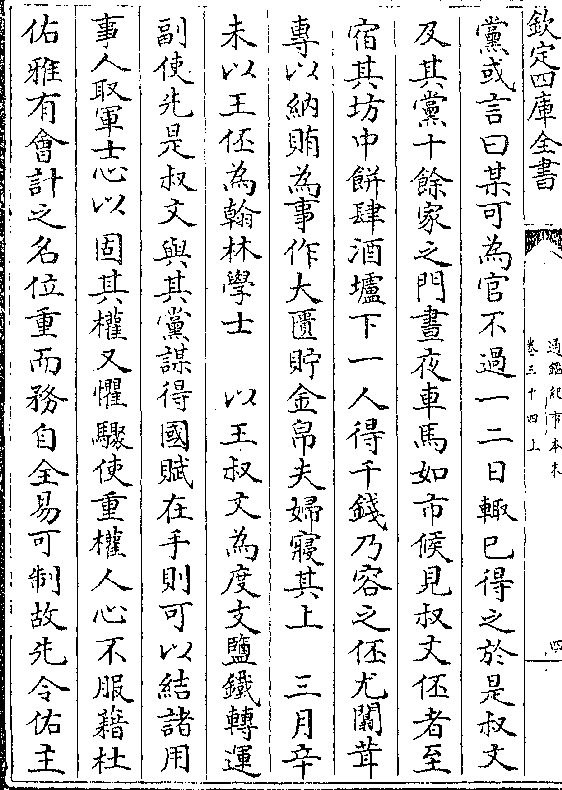 欽定四庫全書
通鑑紀事本末
卷三十四上
四
黨或言曰某可為官不過一二日輙已得之於是叔文
及其黨十餘家之門晝夜車馬如市候見叔文伾者至
宿其坊中餅肆酒壚下一人得千錢乃容之伾尤闒茸
專以納賄為事作大匱貯金帛夫婦寢其上　三月辛
未以王伾為翰林學士　以王叔文為度支鹽鐵轉運
副使先是叔文與其黨謀得國賦在手則可以結諸用
事人取軍士心以固其權又懼驟使重權人心不服藉杜
佑雅有會計之名位重而務自全易可制故先令佑主